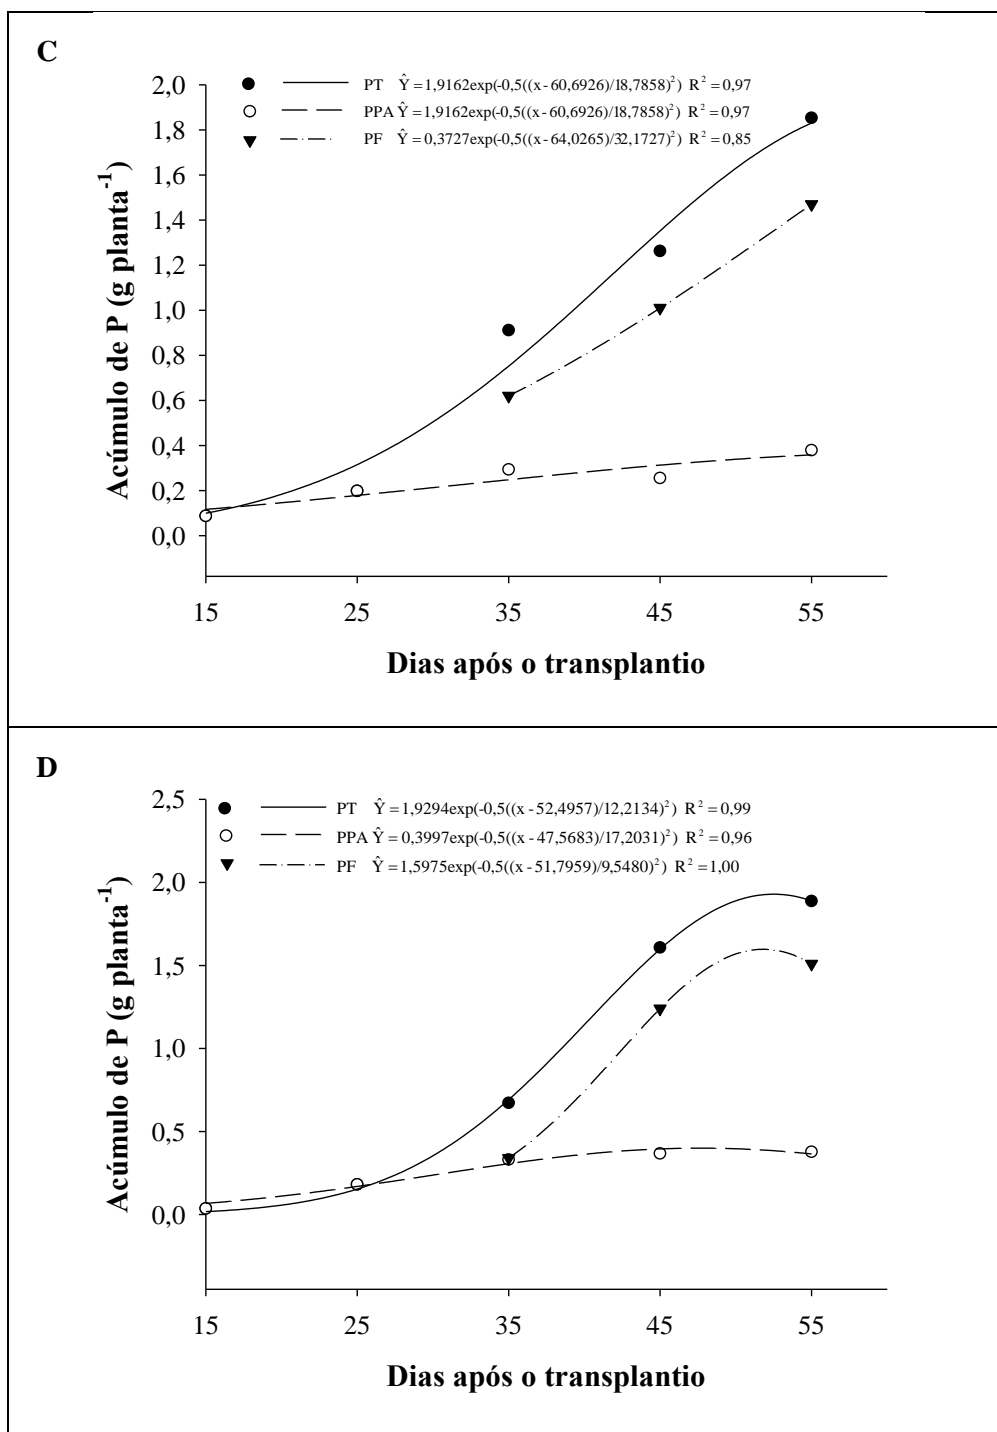 C
PT Ŷ = 1,9162exp(-0,5((x - 60,6926)/18,7858)²) R² = 0,97
PPA Ŷ = 1,9162exp(-0,5((x - 60,6926)/18,7858)²) R² = 0,97
PF Ŷ = 0,3727exp(-0,5((x - 64,0265)/32,1727)²) R² = 0,85
Acúmulo de P (g planta⁻¹)
2,0
1,8
1,6
1,4
1,2
1,0
0,8
0,6
0,4
0,2
0,0
15 25 35 45 55
Dias após o transplantio
D
PT Ŷ = 1,9294exp(-0,5((x - 52,4957)/12,2134)²) R² = 0,99
PPA Ŷ = 0,3997exp(-0,5((x - 47,5683)/17,2031)²) R² = 0,96
PF Ŷ = 1,5975exp(-0,5((x - 51,7959)/9,5480)²) R² = 1,00
Acúmulo de P (g planta⁻¹)
2,5
2,0
1,5
1,0
0,5
0,0
15 25 35 45 55
Dias após o transplantio